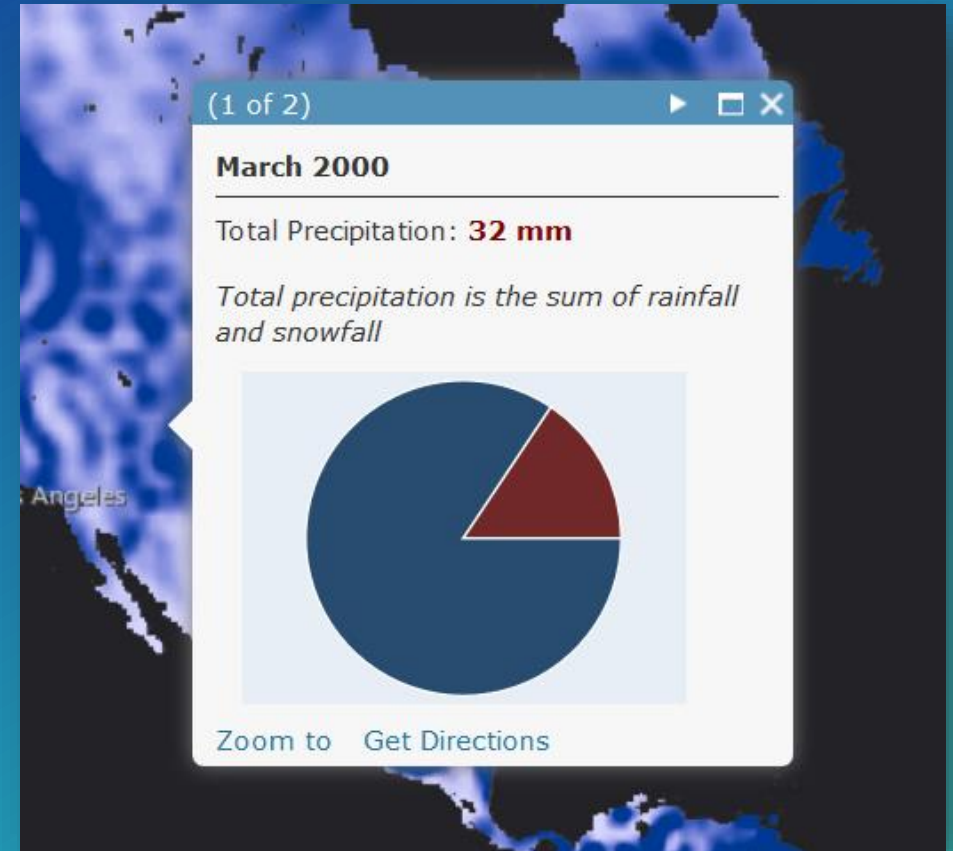 (1 of 2)
March 2000
Total Precipitation: 32 mm
Total precipitation is the sum of rainfall
and snowfall
Angeles
Zoom to Get Directions